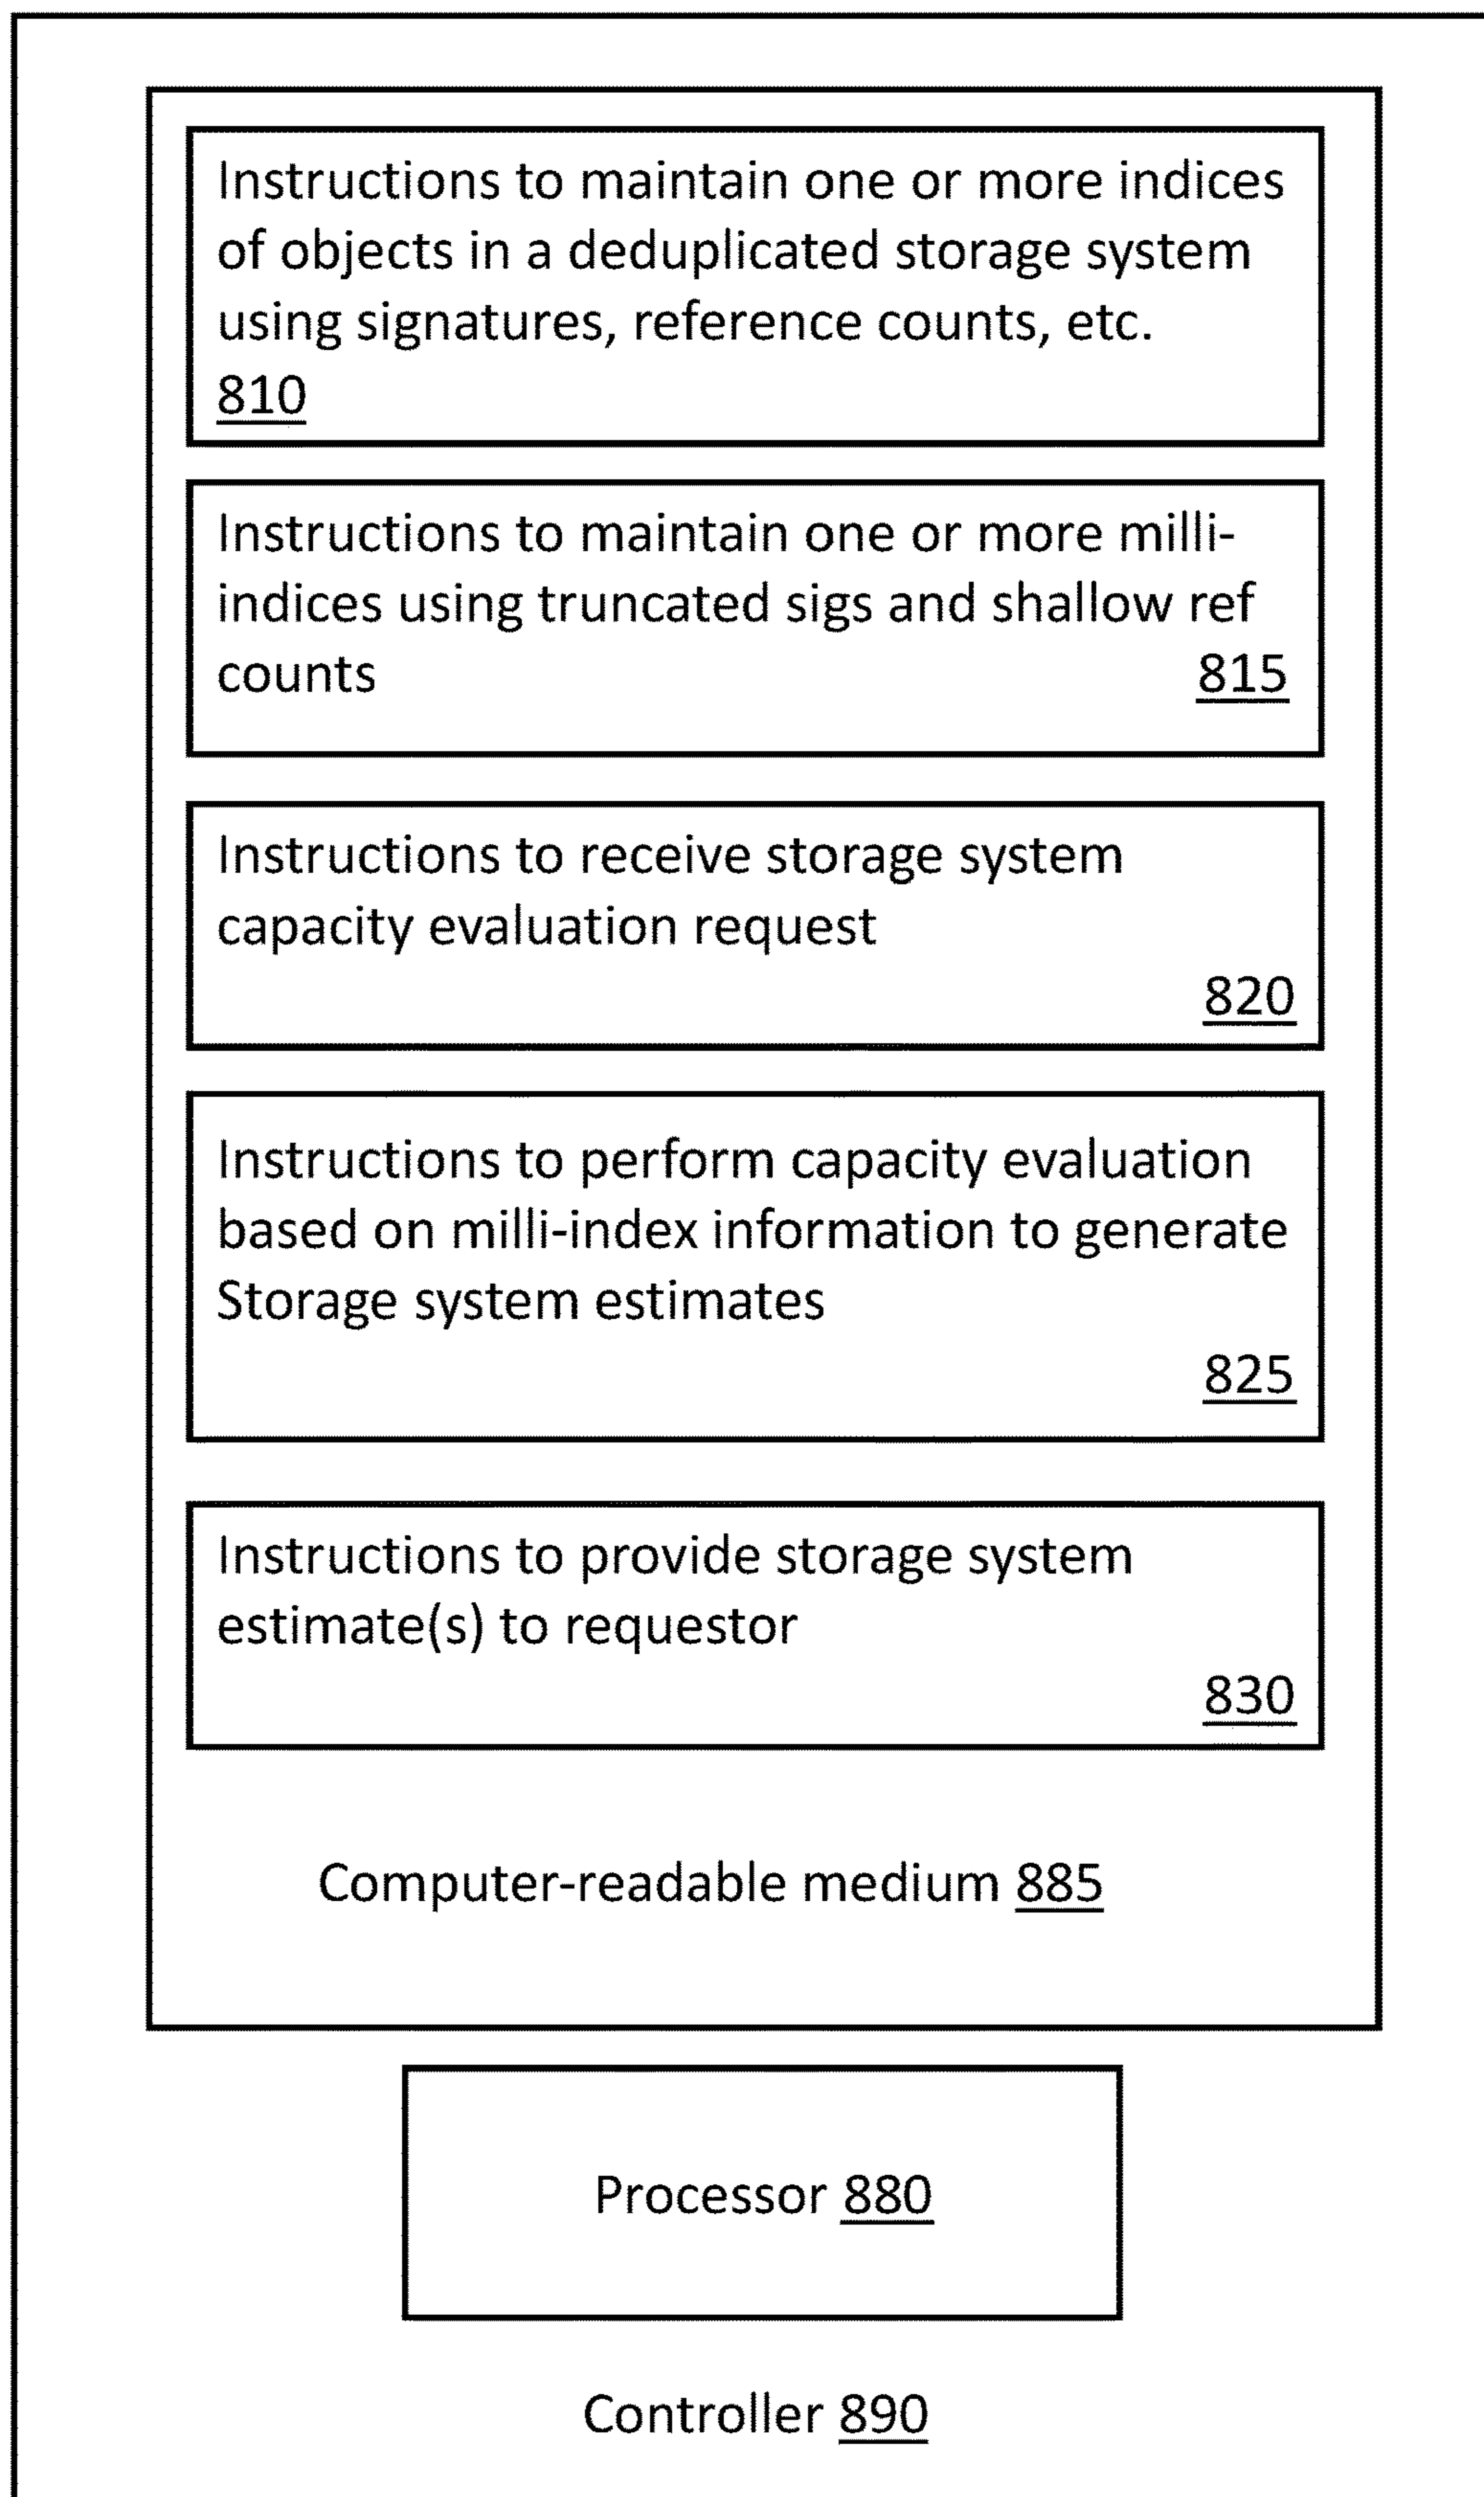 Instructions to maintain one or more indices
of objects in a deduplicated storage system
using signatures, reference counts, etc.
810
Instructions to maintain one or more milli-
indices using truncated sigs and shallow ref
counts 815
Instructions to receive storage system
capacity evaluation request
820
Instructions to perform capacity evaluation
based on milli-index information to generate
Storage system estimates
825
Instructions to provide storage system
estimate(s) to requestor
830
Computer-readable medium 885
Processor 880
Controller 890